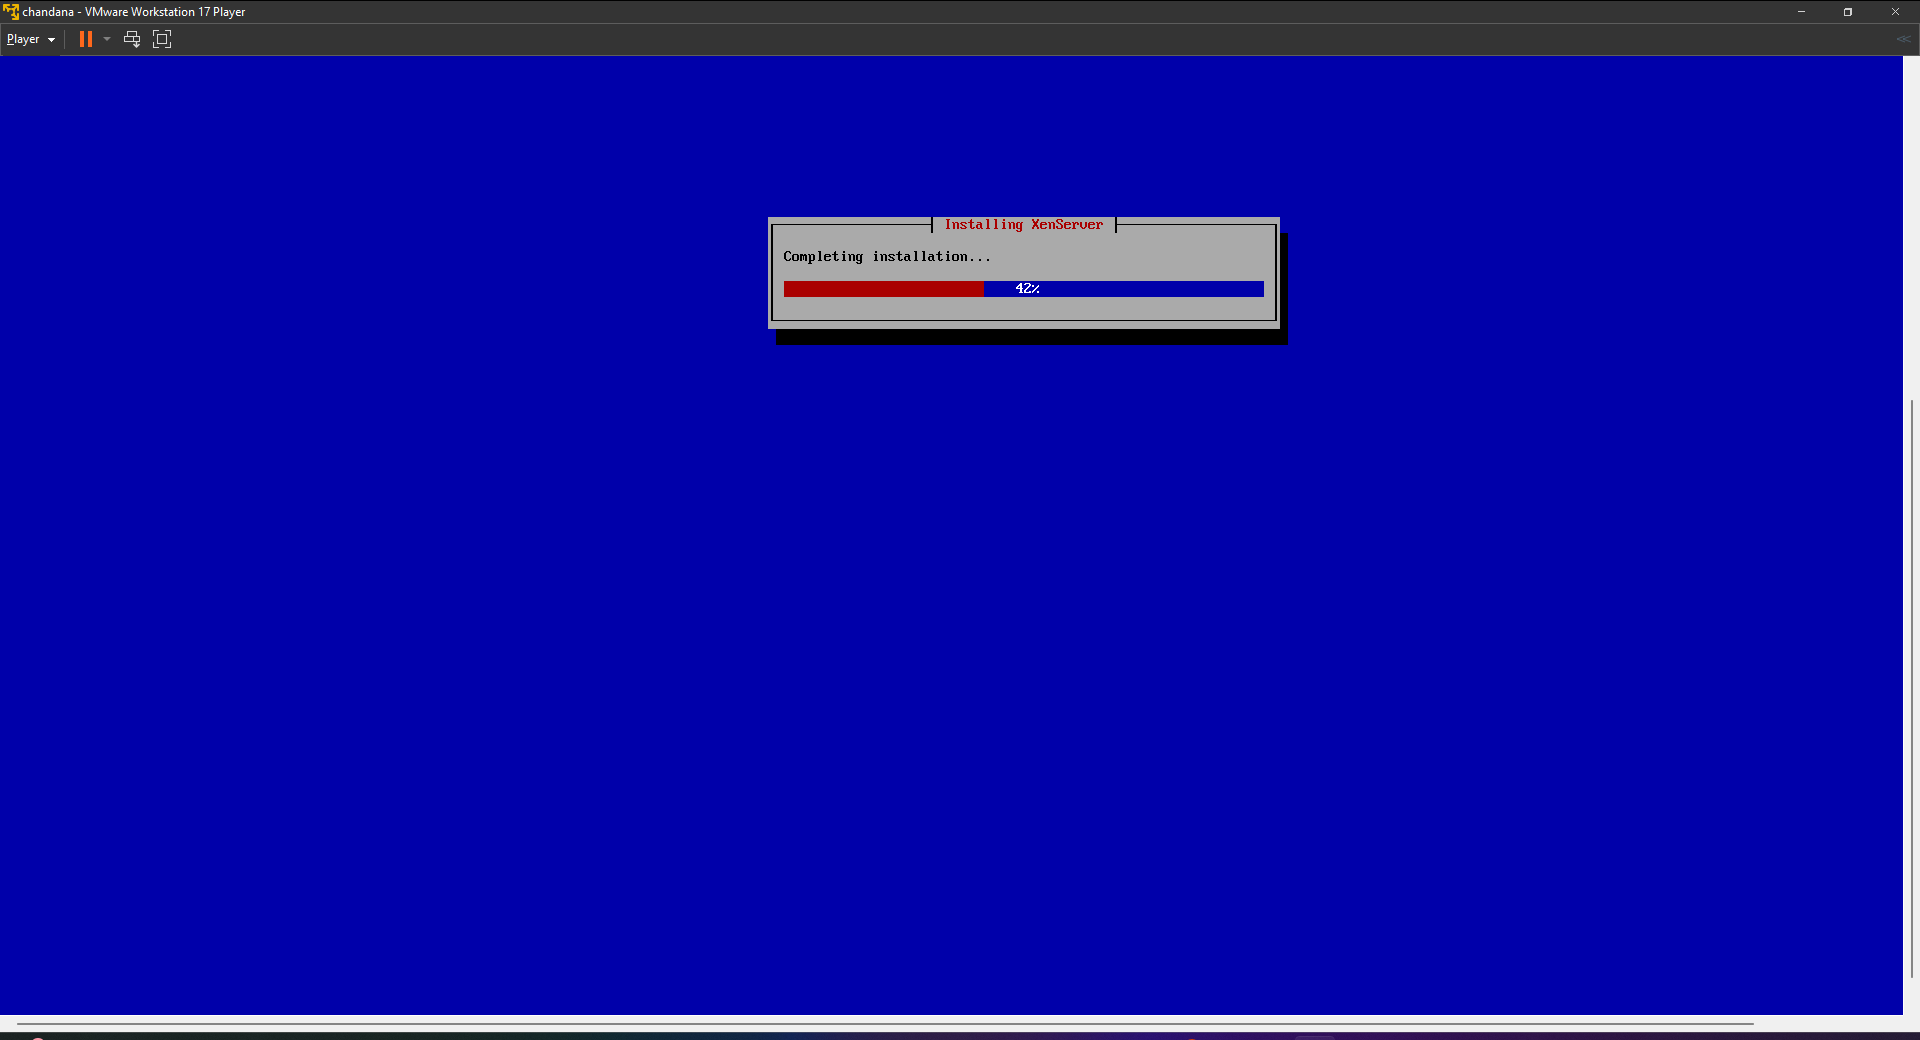 chandana - VMware Workstation 17 Player
Player
Installing XenServer
Completing installation...
42%